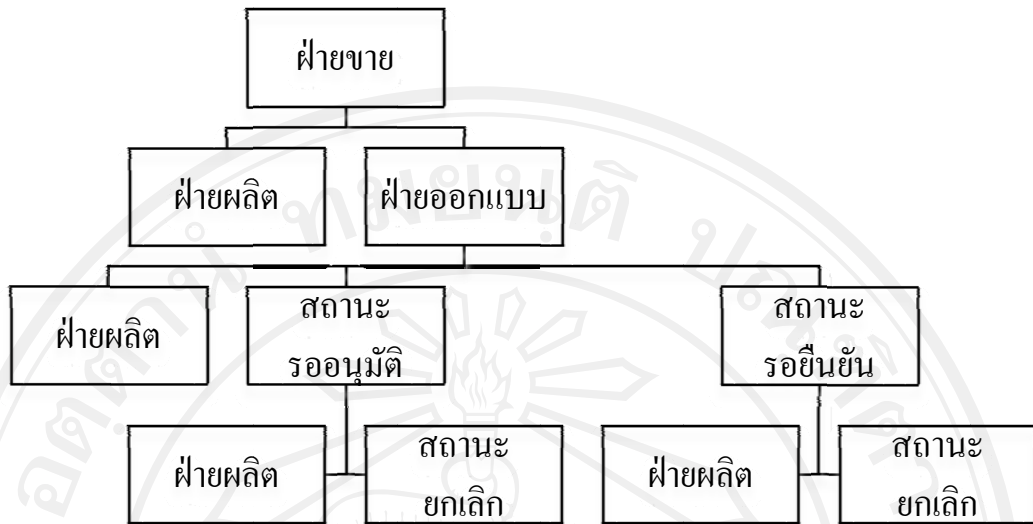 ฝ่ายขาย
ฝ่ายผลิต
ฝ่ายออกแบบ
ฝ่ายผลิต
สถานะ
รออนุมัติ
สถานะ
รอยืนยัน
ฝ่ายผลิต
สถานะ
ยกเลิก
ฝ่ายผลิต
สถานะ
ยกเลิก